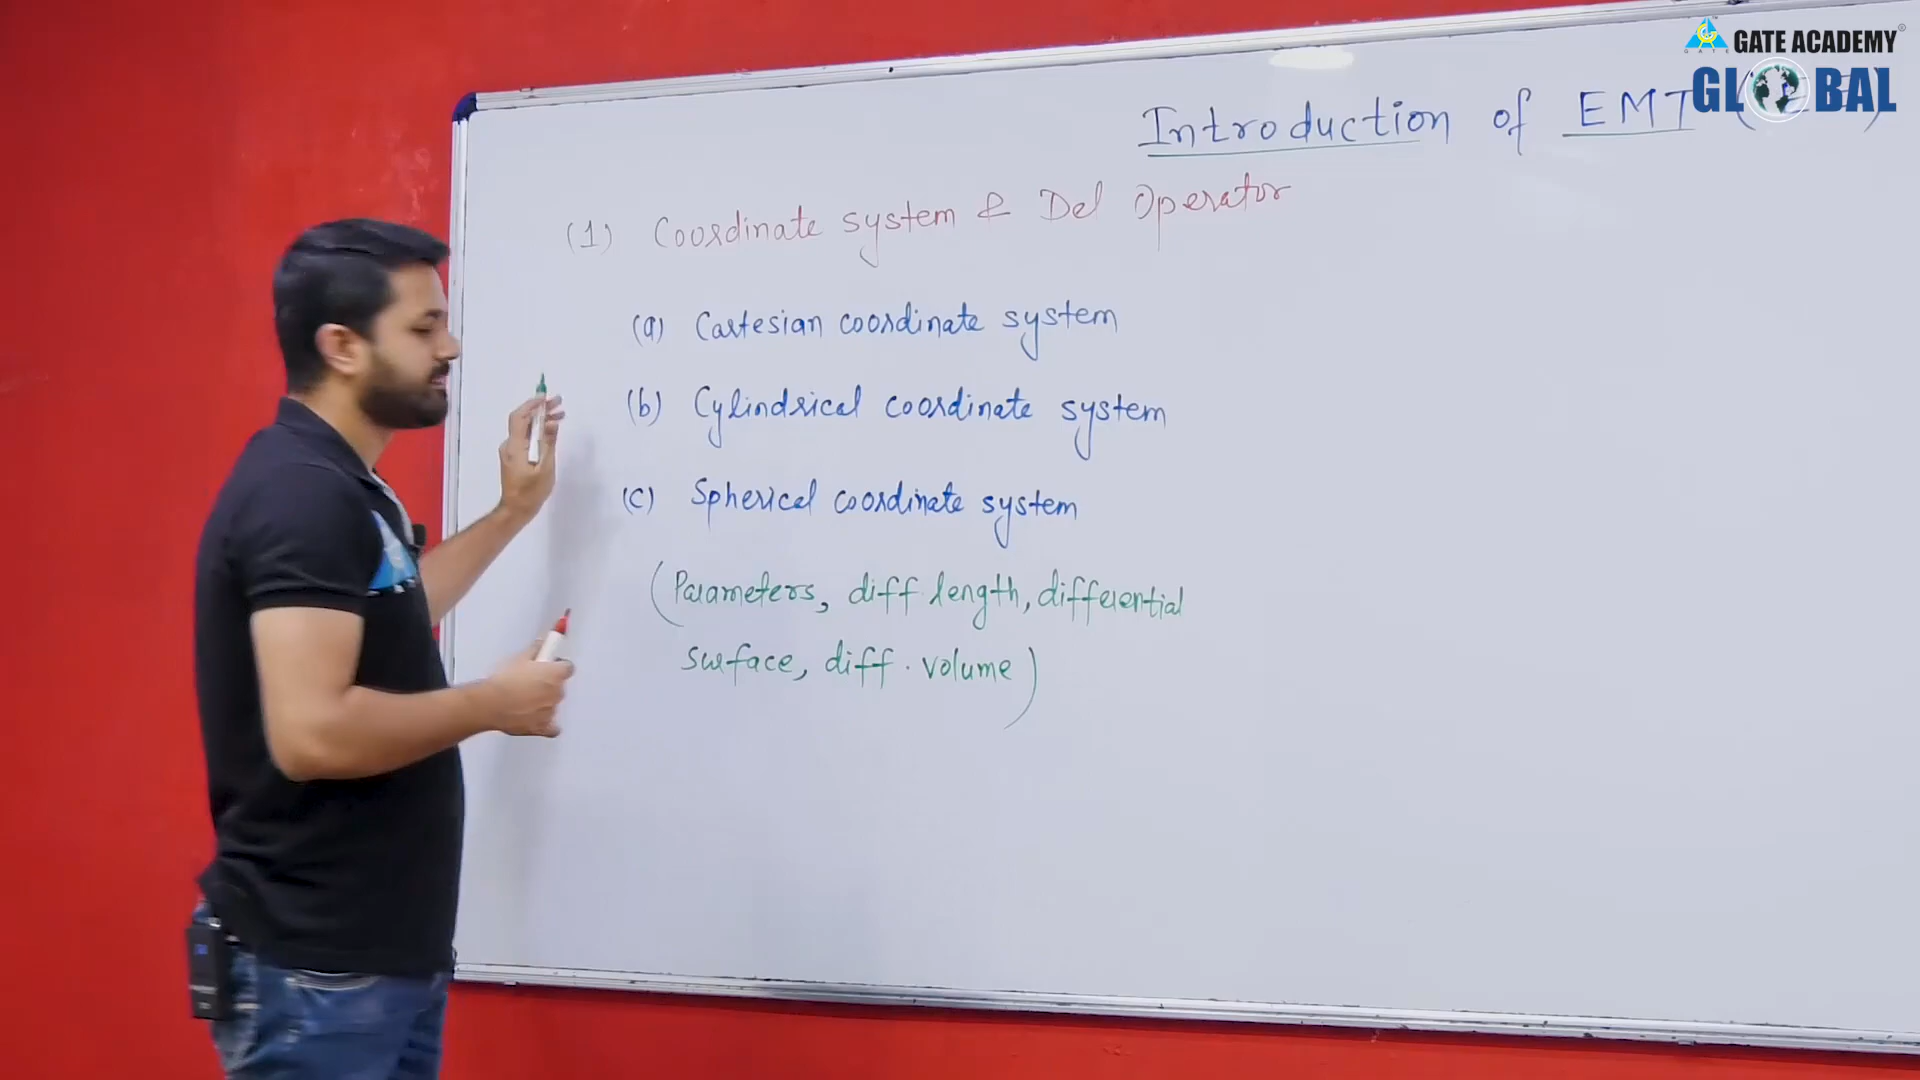 GATE ACADEMY
GLOBAL
Introduction of EMT
(1) Coordinate system & Del Operator
(a) Cartesian coordinate system
(b) Cylindrical coordinate system
(c) Spherical coordinate system
(Parameters, diff length, differential
surface, diff. volume)